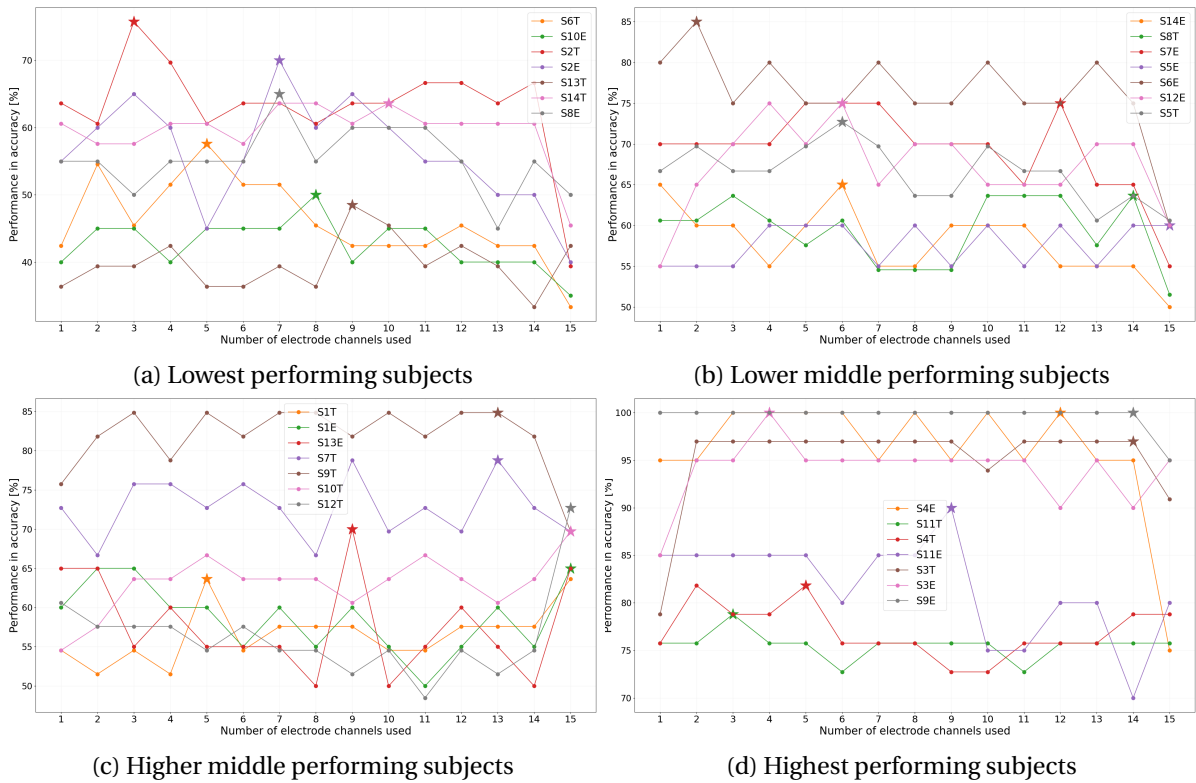 S6T
S10E
S2T
S2E
S13T
S14T
S8E
Performance in accuracy [%]
70
60
50
40
1 2 3 4 5 6 7 8 9 10 11 12 13 14 15
Number of electrode channels used
(a) Lowest performing subjects
S14E
S8T
S7E
S5E
S6E
S12E
S5T
Performance in accuracy [%]
85
80
75
70
65
60
55
50
1 2 3 4 5 6 7 8 9 10 11 12 13 14 15
Number of electrode channels used
(b) Lower middle performing subjects
S1T
S1E
S13E
S7T
S9T
S10T
S12T
Performance in accuracy [%]
85
80
75
70
65
60
55
50
1 2 3 4 5 6 7 8 9 10 11 12 13 14 15
Number of electrode channels used
(c) Higher middle performing subjects
S4E
S11T
S4T
S11E
S3T
S3E
S9E
Performance in accuracy [%]
100
95
90
85
80
75
70
1 2 3 4 5 6 7 8 9 10 11 12 13 14 15
Number of electrode channels used
(d) Highest performing subjects